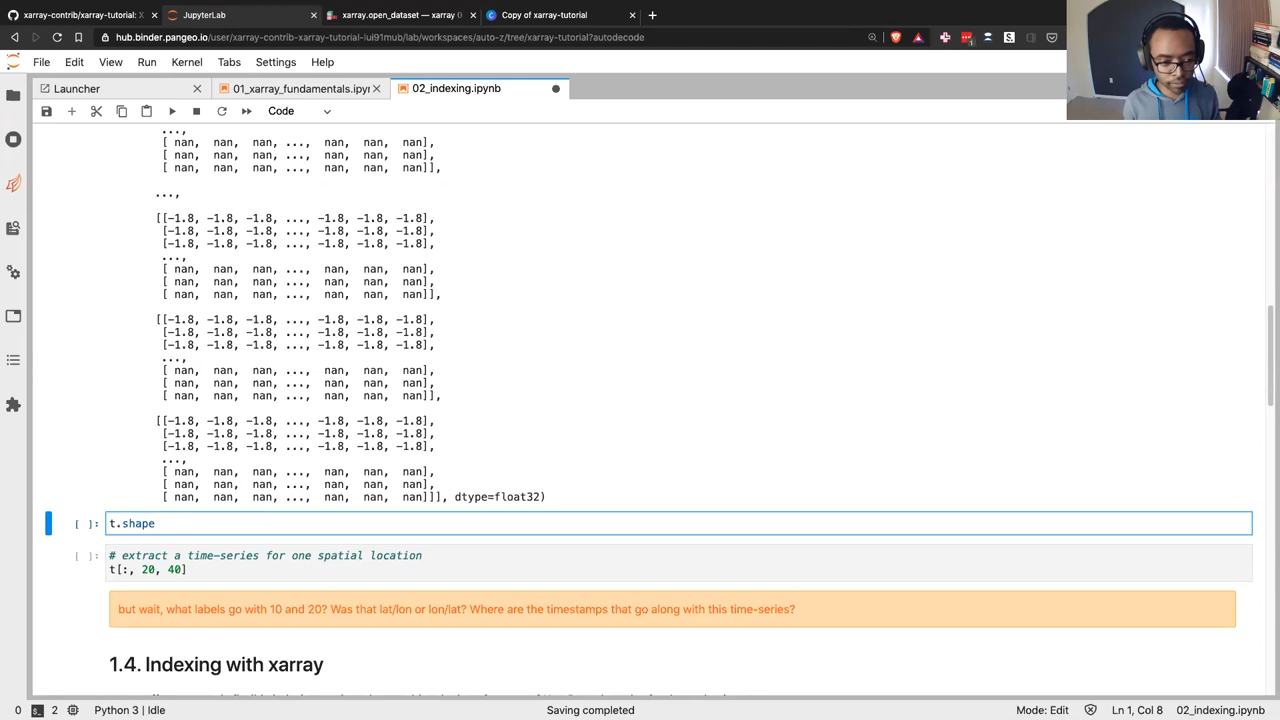 xarray-contrib/xarray-tutorial: X
JupyterLab
xarray.open_dataset — xarray 0
Copy of xarray-tutorial
hub.binder.pangeo.io/user/xarray-contrib-xarray-tutorial-lui91mub/lab/workspaces/auto-z/tree/xarray-tutorial?autodecode
File Edit View Run Kernel Tabs Settings Help
Launcher
01_xarray_fundamentals.ipyn
02_indexing.ipynb
Code
...,
[ nan, nan, nan, ..., nan, nan, nan],
[ nan, nan, nan, ..., nan, nan, nan],
[ nan, nan, nan, ..., nan, nan, nan]],
...,
[[-1.8, -1.8, -1.8, ..., -1.8, -1.8, -1.8],
[-1.8, -1.8, -1.8, ..., -1.8, -1.8, -1.8],
[-1.8, -1.8, -1.8, ..., -1.8, -1.8, -1.8],
...,
[ nan, nan, nan, ..., nan, nan, nan],
[ nan, nan, nan, ..., nan, nan, nan],
[ nan, nan, nan, ..., nan, nan, nan]],
[[-1.8, -1.8, -1.8, ..., -1.8, -1.8, -1.8],
[-1.8, -1.8, -1.8, ..., -1.8, -1.8, -1.8],
[-1.8, -1.8, -1.8, ..., -1.8, -1.8, -1.8],
...,
[ nan, nan, nan, ..., nan, nan, nan],
[ nan, nan, nan, ..., nan, nan, nan],
[ nan, nan, nan, ..., nan, nan, nan]],
[[-1.8, -1.8, -1.8, ..., -1.8, -1.8, -1.8],
[-1.8, -1.8, -1.8, ..., -1.8, -1.8, -1.8],
[-1.8, -1.8, -1.8, ..., -1.8, -1.8, -1.8],
...,
[ nan, nan, nan, ..., nan, nan, nan],
[ nan, nan, nan, ..., nan, nan, nan],
[ nan, nan, nan, ..., nan, nan, nan]]], dtype=float32)
[ ]: t.shape
[ ]: # extract a time-series for one spatial location
t[:, 20, 40]
but wait, what labels go with 10 and 20? Was that lat/lon or lon/lat? Where are the timestamps that go along with this time-series?
1.4. Indexing with xarray
0 2 Python 3 | Idle Saving completed Mode: Edit Ln 1, Col 8 02_indexing.ipynb